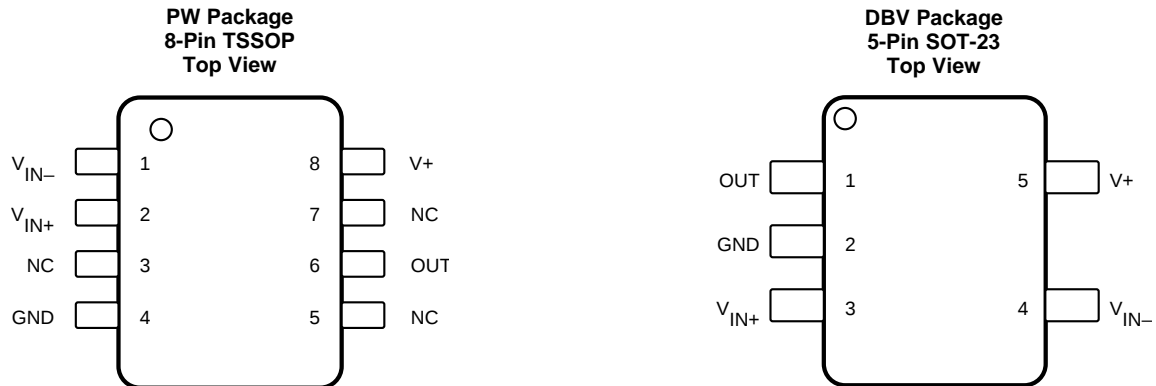 PW Package
8-Pin TSSOP
Top View
V_IN– 1 8 V+
V_IN+ 2 7 NC
NC 3 6 OUT
GND 4 5 NC
DBV Package
5-Pin SOT-23
Top View
OUT 1 5 V+
GND 2
V_IN+ 3 4 V_IN–